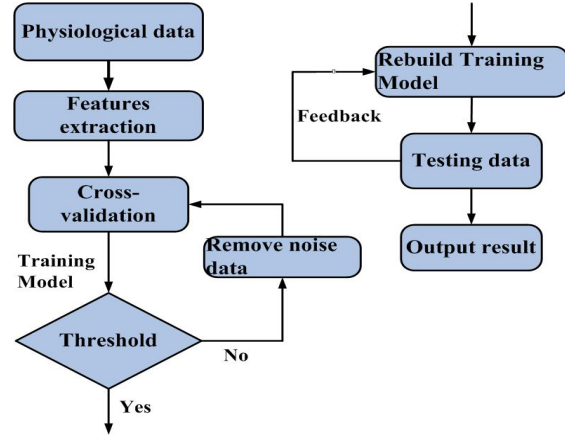 Physiological data
Features
extraction
Cross-
validation
Training
Model
Remove noise
data
Threshold
No
Yes
Rebuild Training
Model
Feedback
Testing data
Output result